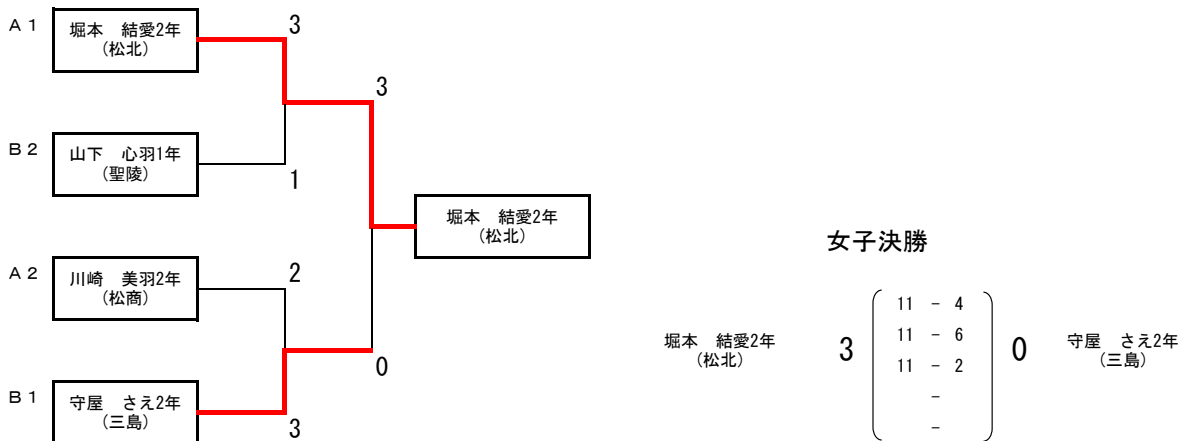 A1
堀本　結愛2年
(松北)
3
B2
山下　心羽1年
(聖陵)
1
3
堀本　結愛2年
(松北)
A2
川崎　美羽2年
(松商)
2
0
B1
守屋　さえ2年
(三島)
3
女子決勝
堀本　結愛2年
(松北)
3
11 - 4
11 - 6
11 - 2
-
-
0
守屋　さえ2年
(三島)